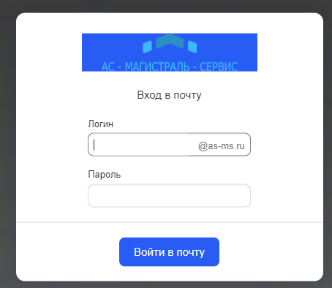 АС - МАГИСТРАЛЬ - СЕРВИС
Вход в почту
Логин
@as-ms.ru
Пароль
Войти в почту